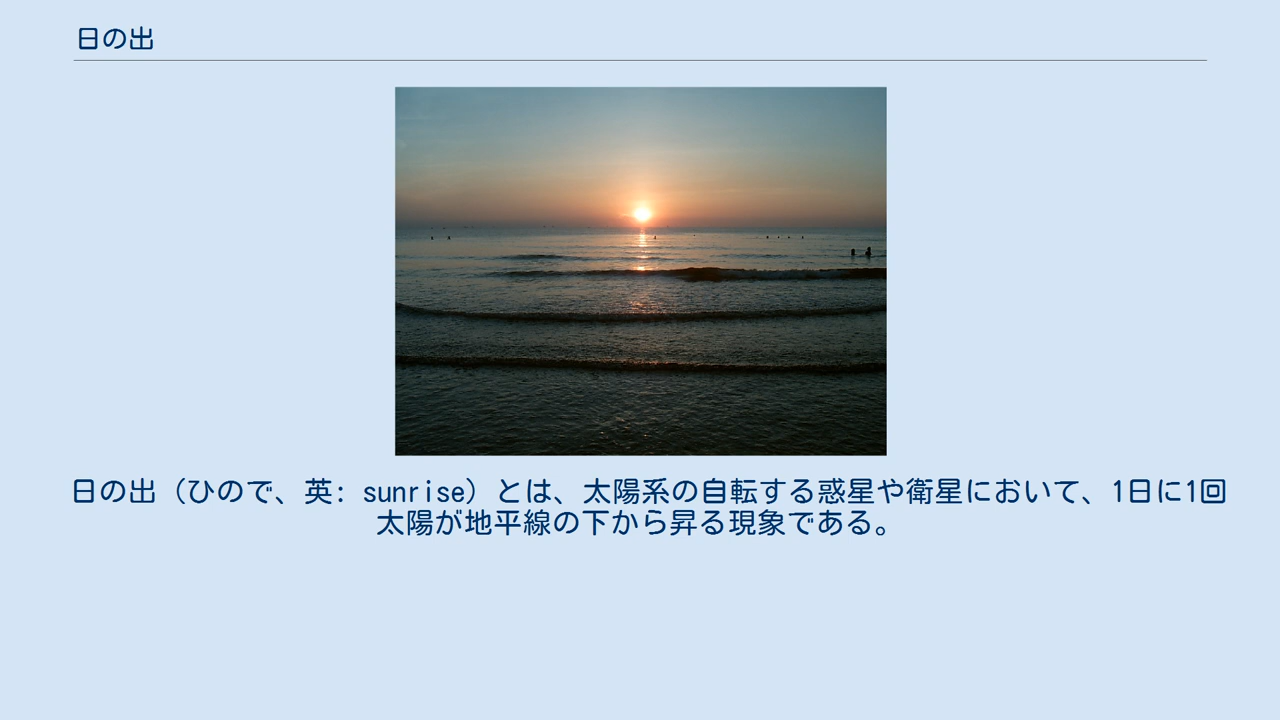 日の出
日の出（ひので、英: sunrise）とは、太陽系の自転する惑星や衛星において、1日に1回
太陽が地平線の下から昇る現象である。